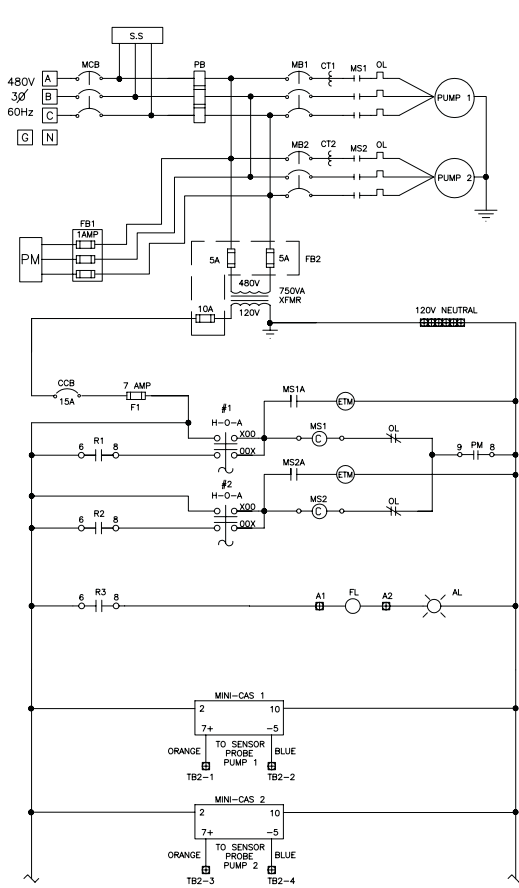 S.S
MCB PB MB1 CT1 MS1 OL
480V A
3Ø B PUMP 1
60Hz C
G N
MB2 CT2 MS2 OL
PUMP 2
FB1
1AMP
PM
5A 5A FB2
480V
750VA
XFMR
10A 120V
120V NEUTRAL
CCB 7 AMP
15A F1
MS1A ETM
#1
H-O-A
X00 MS1 OL
C
6 R1 8 00X
9 PM 8
MS2A ETM
#2
H-O-A
X00 MS2 OL
C
6 R2 8 00X
6 R3 8 A1 FL A2 AL
MINI-CAS 1
2 10
7+ -5
ORANGE TO SENSOR BLUE
PROBE
PUMP 1
TB2-1 TB2-2
MINI-CAS 2
2 10
7+ -5
ORANGE TO SENSOR BLUE
PROBE
PUMP 2
TB2-3 TB2-4